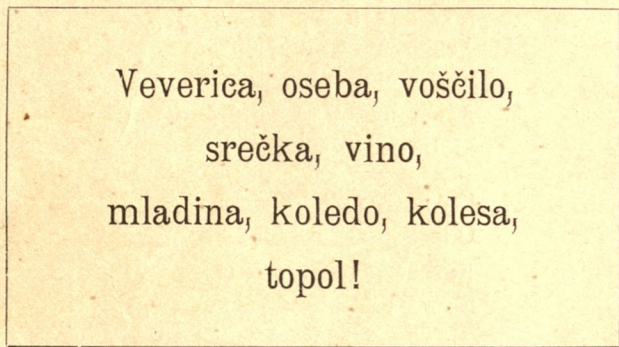 Veverica, oseba, voščilo,
srečka, vino,
mladina, koledo, kolesa,
topol!